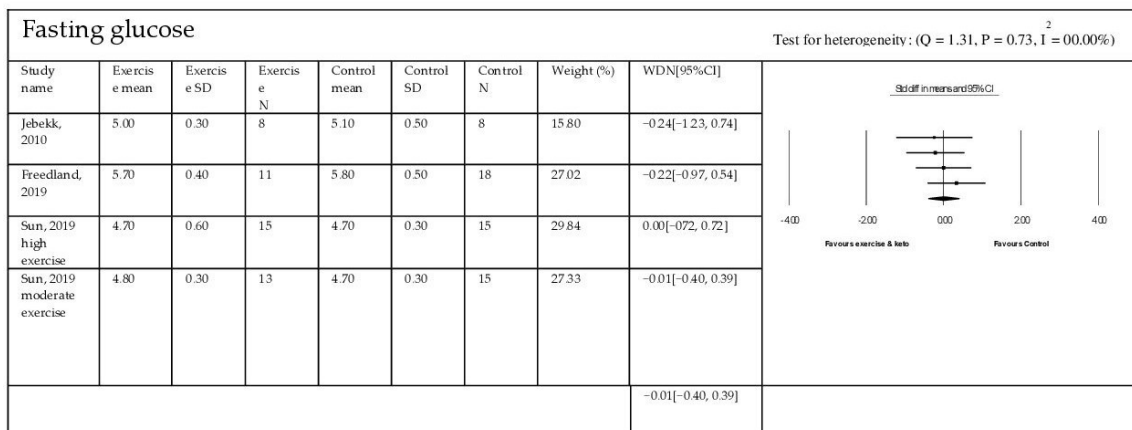 Fasting glucose
Test for heterogeneity: (Q = 1.31, P = 0.73, I² = 00.00%)
Study name Exercis e mean Exercis e SD Exercis e N Control mean Control SD Control N Weight (%) WDN[95%CI]
Std diff in means and 95% CI
Jebekk, 2010 5.00 0.30 8 5.10 0.50 8 15.80 −0.24[−1.23, 0.74]
Freedland, 2019 5.70 0.40 11 5.80 0.50 18 27.02 −0.22[−0.97, 0.54]
Sun, 2019 high exercise 4.70 0.60 15 4.70 0.30 15 29.84 0.00[−072, 0.72]
Sun, 2019 moderate exercise 4.80 0.30 13 4.70 0.30 15 27.33 −0.01[−0.40, 0.39]
-4.00 -2.00 0.00 2.00 4.00
Favours exercise & keto Favours Control
−0.01[−0.40, 0.39]